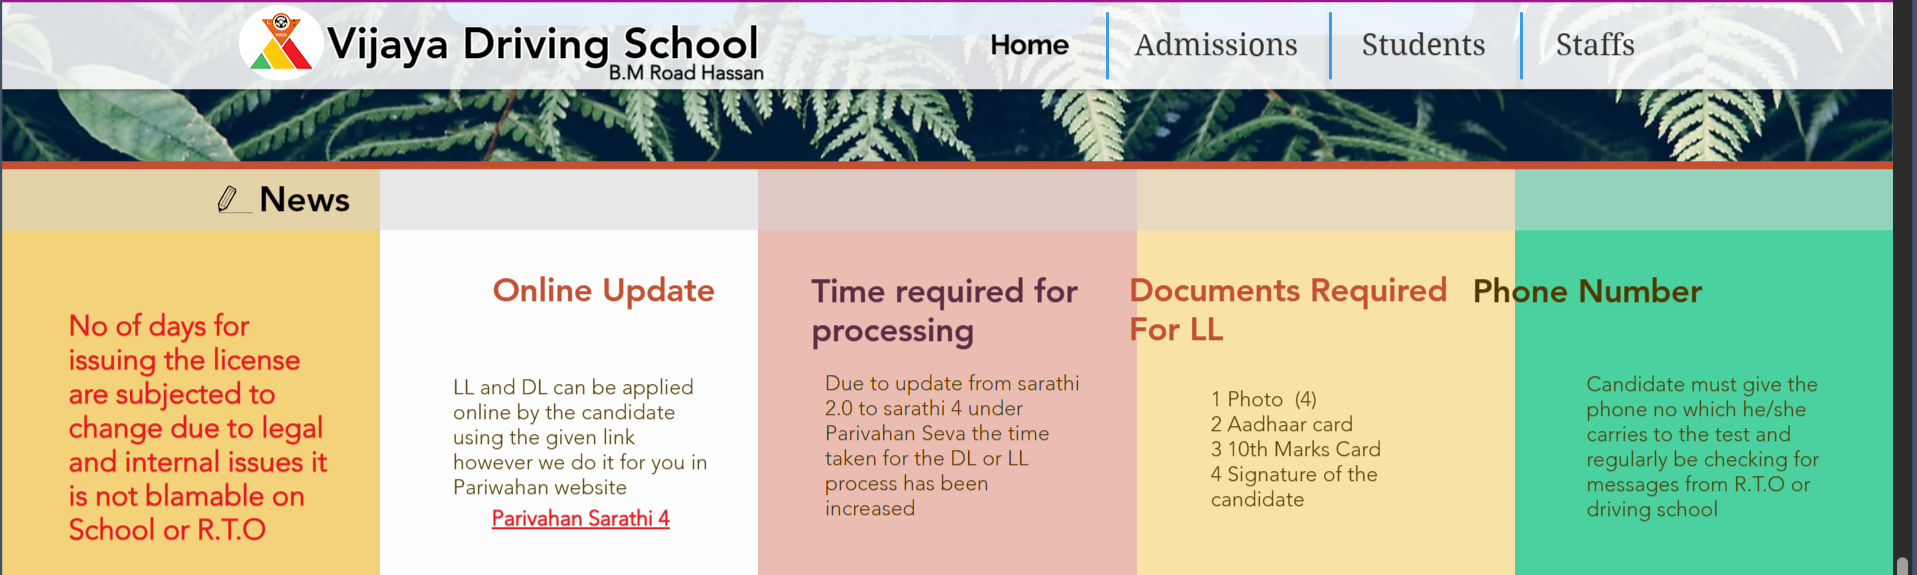 Vijaya Driving School
B.M Road Hassan
Home
Admissions
Students
Staffs
News
No of days for
issuing the license
are subjected to
change due to legal
and internal issues it
is not blamable on
School or R.T.O
Online Update
LL and DL can be applied
online by the candidate
using the given link
however we do it for you in
Pariwahan website
Parivahan Sarathi 4
Time required for
processing
Due to update from sarathi
2.0 to sarathi 4 under
Parivahan Seva the time
taken for the DL or LL
process has been
increased
Documents Required
For LL
1 Photo  (4)
2 Aadhaar card
3 10th Marks Card
4 Signature of the
candidate
Phone Number
Candidate must give the
phone no which he/she
carries to the test and
regularly be checking for
messages from R.T.O or
driving school